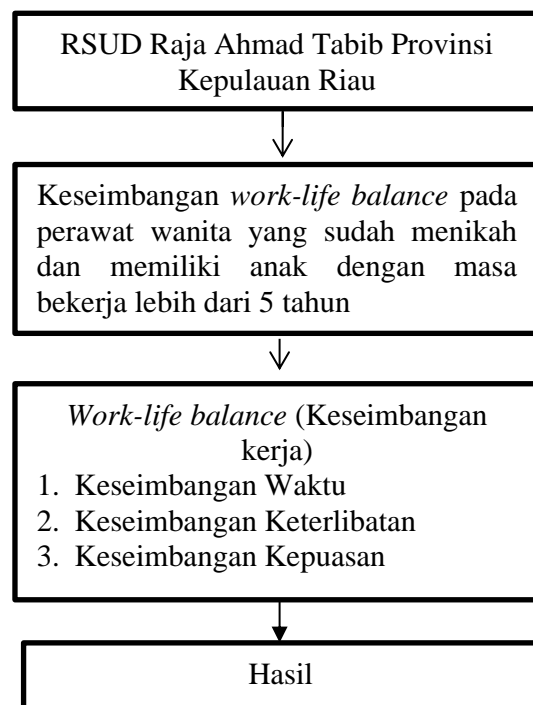 RSUD Raja Ahmad Tabib Provinsi
Kepulauan Riau
Keseimbangan work-life balance pada
perawat wanita yang sudah menikah
dan memiliki anak dengan masa
bekerja lebih dari 5 tahun
Work-life balance (Keseimbangan
kerja)
1. Keseimbangan Waktu
2. Keseimbangan Keterlibatan
3. Keseimbangan Kepuasan
Hasil